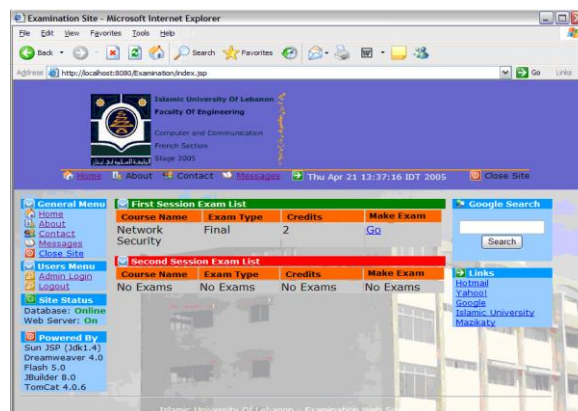 Examination Site - Microsoft Internet Explorer
File Edit View Favorites Tools Help
Back Search Favorites
Address http://localhost:8080/Examination/index.jsp Go Links
Islamic University Of Lebanon
Faculty Of Engineering
Computer and Communication
French Section
Stage 2005
Home About Contact Messages Thu Apr 21 13:37:16 IDT 2005 Close Site
General Menu
Home
About
Contact
Messages
Close Site
Users Menu
Admin Login
Logout
Site Status
Database: Online
Web Server: On
Powered By
Sun JSP (Jdk1.4)
Dreamweaver 4.0
Flash 5.0
JBuilder 8.0
TomCat 4.0.6
First Session Exam List
Course Name Exam Type Credits Make Exam
Network Final 2 Go
Security
Second Session Exam List
Course Name Exam Type Credits Make Exam
No Exams No Exams No Exams No Exams
Google Search
Search
Links
Hotmail
Yahoo!
Google
Islamic University
Mazikaty
Islamic University Of Lebanon - Examination Web Site